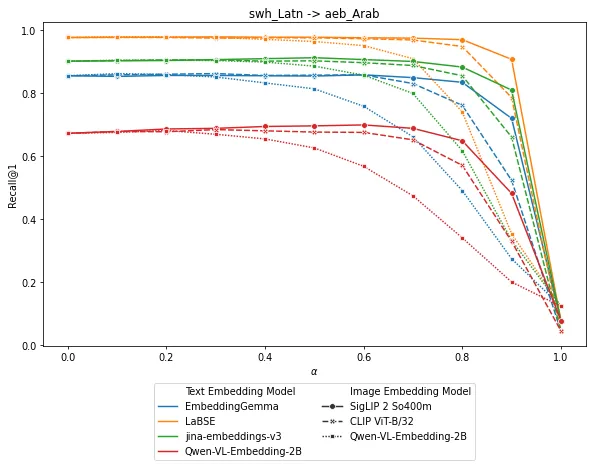 swh_Latn -> aeb_Arab
Recall@1
1.0
0.8
0.6
0.4
0.2
0.0
0.0 0.2 0.4 0.6 0.8 1.0
α
Text Embedding Model
EmbeddingGemma
LaBSE
jina-embeddings-v3
Qwen-VL-Embedding-2B
Image Embedding Model
SigLIP 2 So400m
CLIP ViT-B/32
Qwen-VL-Embedding-2B